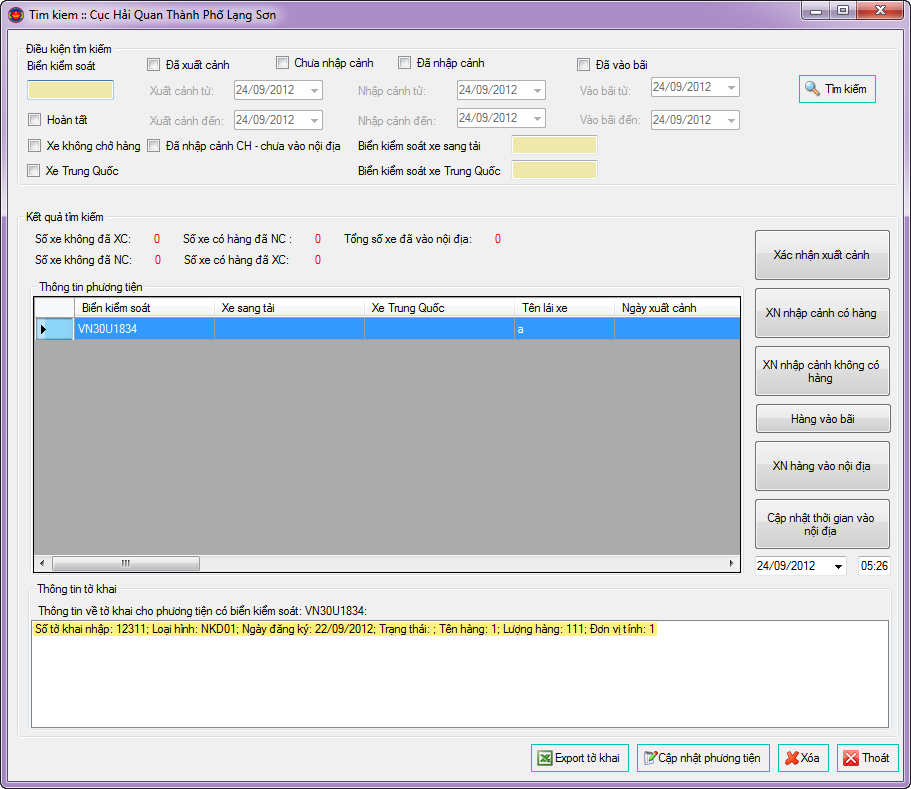 Tim kiem :: Cục Hải Quan Thành Phố Lạng Sơn
Điều kiện tìm kiếm
Biển kiểm soát
Đã xuất cảnh
Chưa nhập cảnh
Đã nhập cảnh
Đã vào bãi
Xuất cảnh từ: 24/09/2012
Nhập cảnh từ: 24/09/2012
Vào bãi từ: 24/09/2012
Tìm kiếm
Hoàn tất
Xuất cảnh đến: 24/09/2012
Nhập cảnh đến: 24/09/2012
Vào bãi đến: 24/09/2012
Xe không chở hàng
Đã nhập cảnh CH - chưa vào nội địa
Biển kiểm soát xe sang tải
Xe Trung Quốc
Biển kiểm soát xe Trung Quốc
Kết quả tìm kiếm
Số xe không đã XC: 0
Số xe có hàng đã NC : 0
Tổng số xe đã vào nội địa: 0
Số xe không đã NC: 0
Số xe có hàng đã XC: 0
Thông tin phương tiện
Biển kiểm soát Xe sang tải Xe Trung Quốc Tên lái xe Ngày xuất cảnh
VN30U1834 a
Xác nhận xuất cảnh
XN nhập cảnh có hàng
XN nhập cảnh không có
hàng
Hàng vào bãi
XN hàng vào nội địa
Cập nhật thời gian vào
nội địa
24/09/2012 05:26
Thông tin tờ khai
Thông tin về tờ khai cho phương tiện có biển kiểm soát: VN30U1834:
Số tờ khai nhập: 12311; Loại hình: NKD01; Ngày đăng ký: 22/09/2012; Trạng thái: ; Tên hàng: 1; Lượng hàng: 111; Đơn vị tính: 1
Export tờ khai
Cập nhật phương tiện
Xóa
Thoát